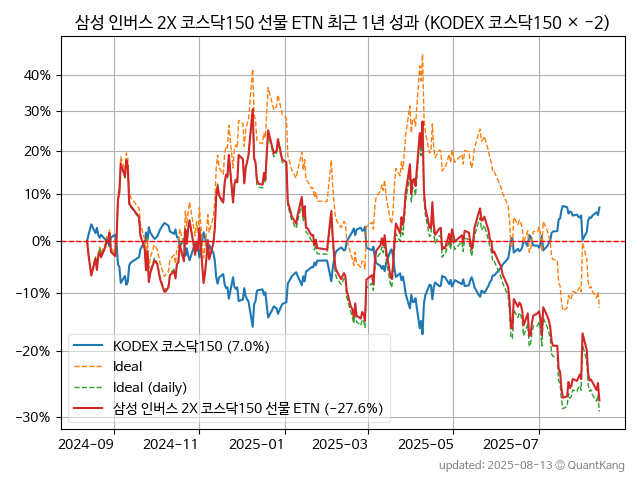 삼성 인버스 2X 코스닥150 선물 ETN 최근 1년 성과 (KODEX 코스닥150 × −2)
40%
30%
20%
10%
0%
−10%
−20%
−30%
KODEX 코스닥150 (7.0%)
Ideal
Ideal (daily)
삼성 인버스 2X 코스닥150 선물 ETN (−27.6%)
2024-09 2024-11 2025-01 2025-03 2025-05 2025-07
updated: 2025-08-13 © QuantKang